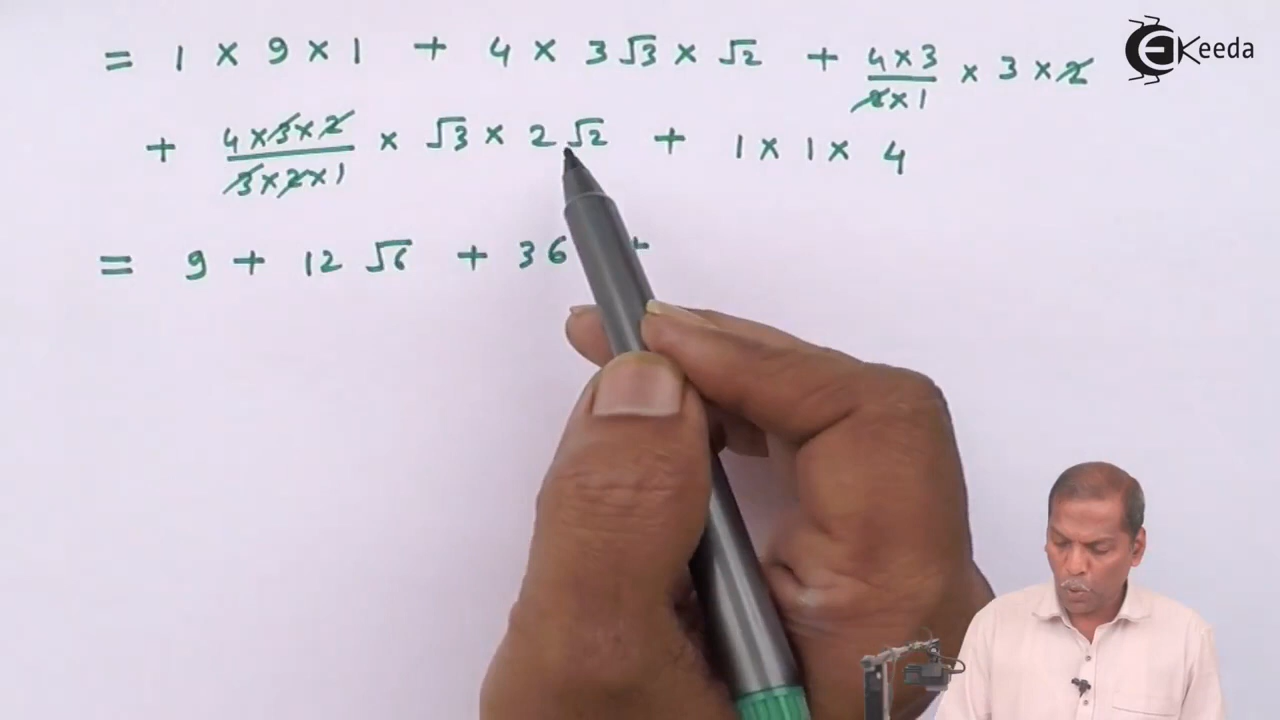 = 1 × 9 × 1 + 4 × 3√3 × √2 + (4×3)/(2×1) × 3 × 2
+ (4×3×2)/(3×2×1) × √3 × 2√2 + 1 × 1 × 4
= 9 + 12 √6 + 36 +
Keeda